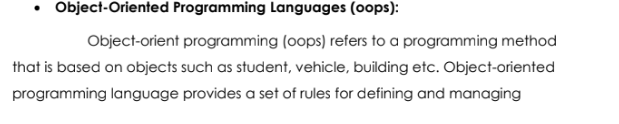 • Object-Oriented Programming Languages (oops):
Object-orient programming (oops) refers to a programming method
that is based on objects such as student, vehicle, building etc. Object-oriented
programming language provides a set of rules for defining and managing